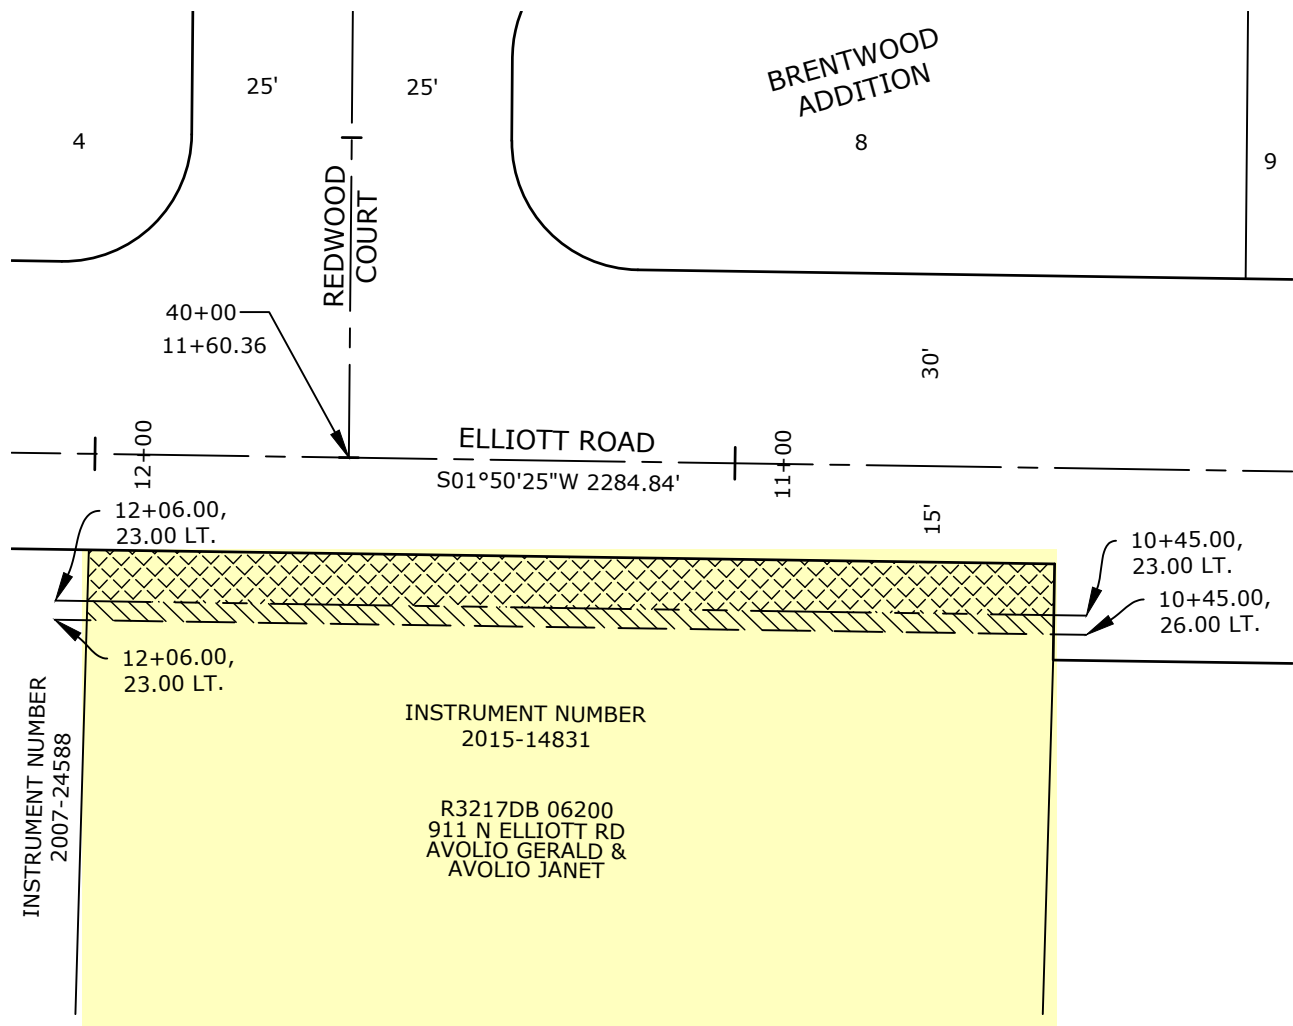 BRENTWOOD
ADDITION
25'
25'
4
8
9
REDWOOD
COURT
40+00
11+60.36
30'
ELLIOTT ROAD
S01°50'25"W 2284.84'
12+00
11+00
15'
12+06.00,
23.00 LT.
10+45.00,
23.00 LT.
10+45.00,
26.00 LT.
12+06.00,
23.00 LT.
INSTRUMENT NUMBER
2007-24588
INSTRUMENT NUMBER
2015-14831
R3217DB 06200
911 N ELLIOTT RD
AVOLIO GERALD &
AVOLIO JANET